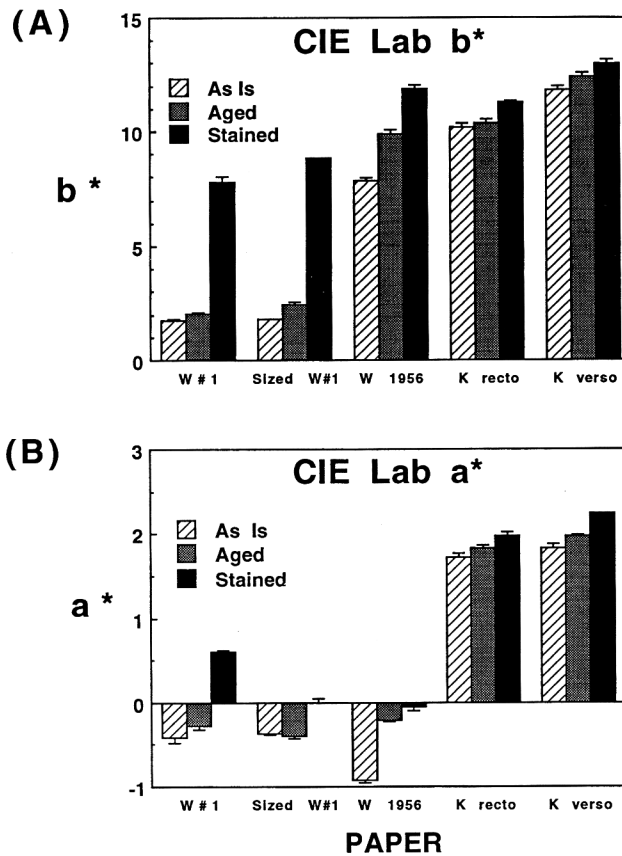 (A)
CIE Lab b*
As Is
Aged
Stained
b *
15
10
5
0
W # 1 Sized W#1 W 1956 K recto K verso
(B)
CIE Lab a*
As Is
Aged
Stained
a *
3
2
1
0
-1
W # 1 Sized W#1 W 1956 K recto K verso
PAPER